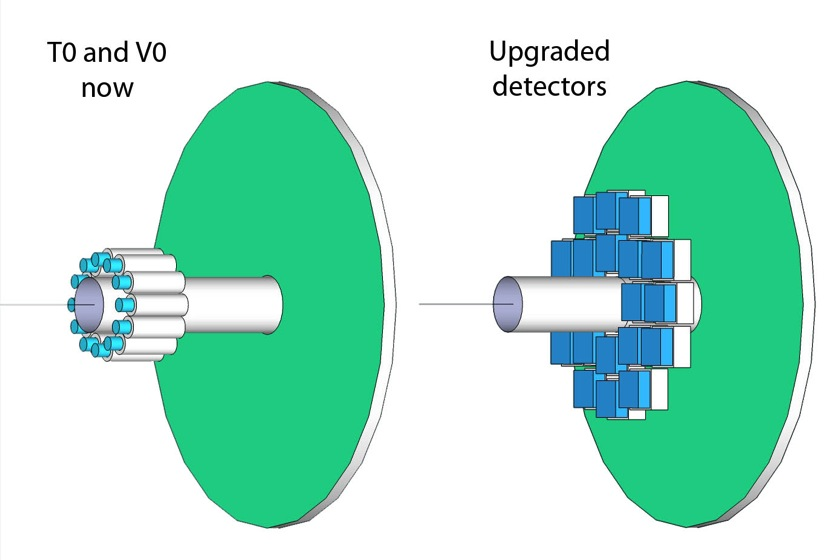 T0 and V0
now
Upgraded
detectors